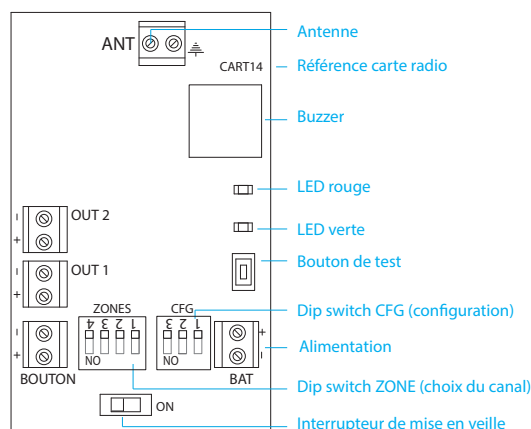 Antenne
ANT
CART14
Référence carte radio
Buzzer
LED rouge
- OUT 2
+
LED verte
Bouton de test
- OUT 1
+
ZONES
CFG
4 3 2 1
3 2 1
NO
NO
Dip switch CFG (configuration)
-
+
+
-
Alimentation
BOUTON
BAT
Dip switch ZONE (choix du canal)
ON
Interrupteur de mise en veille